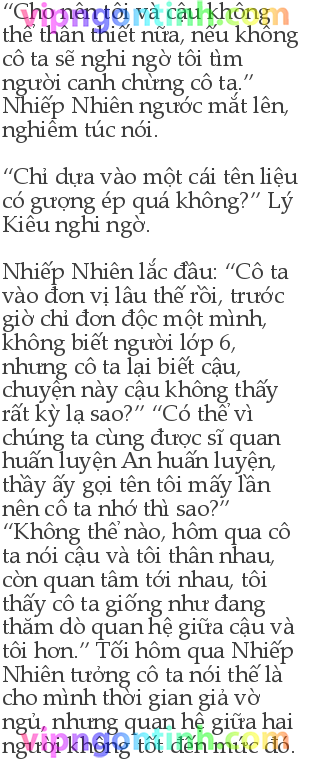 “Cho nên tôi và cậu không
thể thân thiết nữa, nếu không
cô ta sẽ nghi ngờ tôi tìm
người canh chừng cô ta.”
Nhiếp Nhiên ngước mắt lên,
nghiêm túc nói.
“Chỉ dựa vào một cái tên liệu
có gượng ép quá không?” Lý
Kiêu nghi ngờ.
Nhiếp Nhiên lắc đầu: “Cô ta
vào đơn vị lâu thế rồi, trước
giờ chỉ đơn độc một mình,
không biết người lớp 6,
nhưng cô ta lại biết cậu,
chuyện này cậu không thấy
rất kỳ lạ sao?” “Có thể vì
chúng ta cùng được sĩ quan
huấn luyện An huấn luyện,
thầy ấy gọi tên tôi mấy lần
nên cô ta nhớ thì sao?”
“Không thể nào, hôm qua cô
ta nói cậu và tôi thân nhau,
còn quan tâm tới nhau, tôi
thấy cô ta giống như đang
thăm dò quan hệ giữa cậu và
tôi hơn.” Tối hôm qua Nhiếp
Nhiên tưởng cô ta nói thế là
cho mình thời gian giả vờ
ngủ, nhưng quan hệ giữa hai
người không tốt đến mức đó.
vipngontinh.com
vipngontinh.com